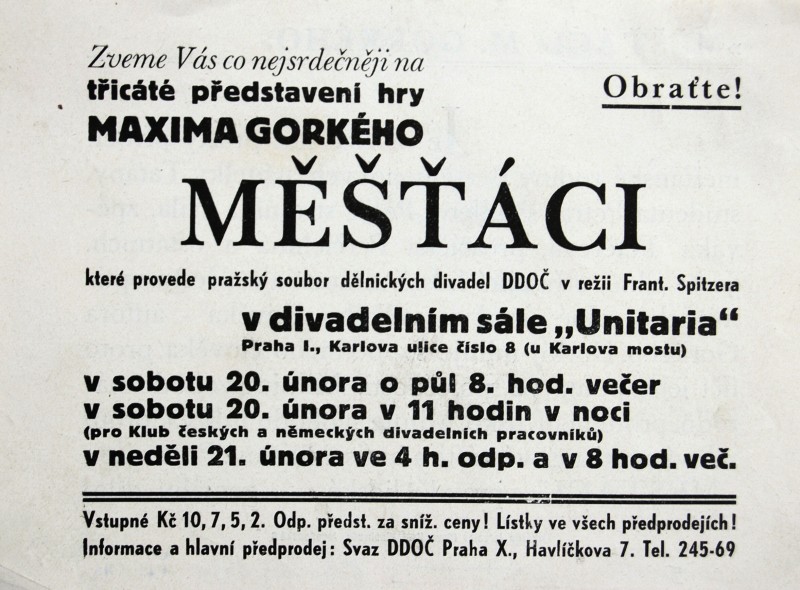 Zveme Vás co nejsrdečněji na
třicáté představení hry
MAXIMA GORKÉHO
Obraťte!
MĚŠŤÁCI
které provede pražský soubor dělnických divadel DDOČ v režii Frant. Spitzera
v divadelním sále „Unitaria“
Praha I., Karlova ulice číslo 8 (u Karlova mostu)
v sobotu 20. února o půl 8. hod. večer
v sobotu 20. února v 11 hodin v noci
(pro Klub českých a německých divadelních pracovníků)
v neděli 21. února ve 4 h. odp. a v 8 hod. več.
Vstupné Kč 10, 7, 5, 2. Odp. předst. za sníž. ceny! Lístky ve všech předprodejích!
Informace a hlavní předprodej: Svaz DDOČ Praha X., Havlíčkova 7. Tel. 245-69